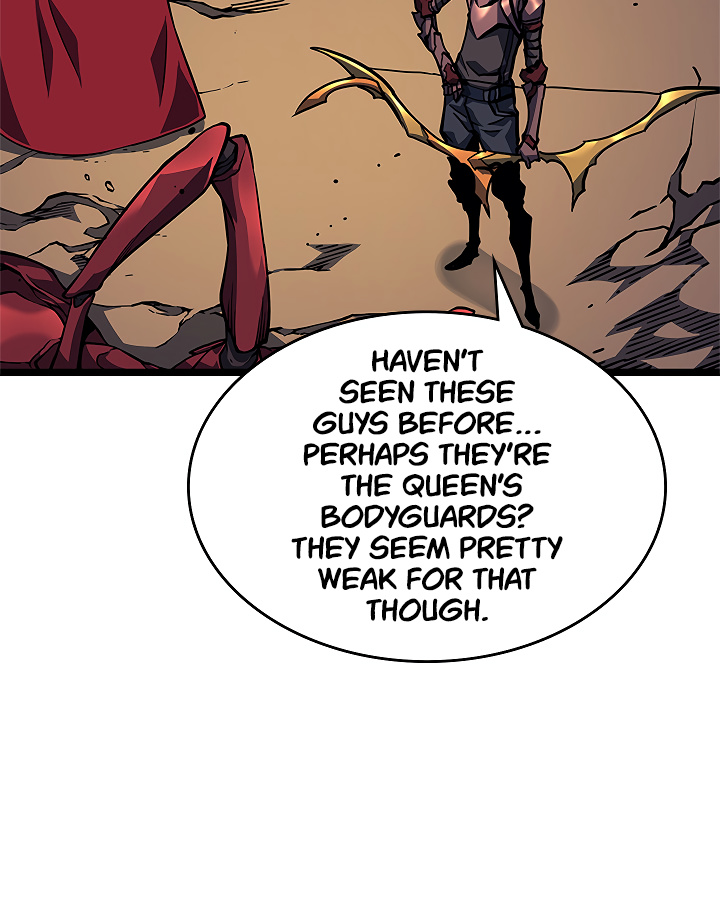 HAVEN'T
SEEN THESE
GUYS BEFORE...
PERHAPS THEY'RE
THE QUEEN'S
BODYGUARDS?
THEY SEEM PRETTY
WEAK FOR THAT
THOUGH.